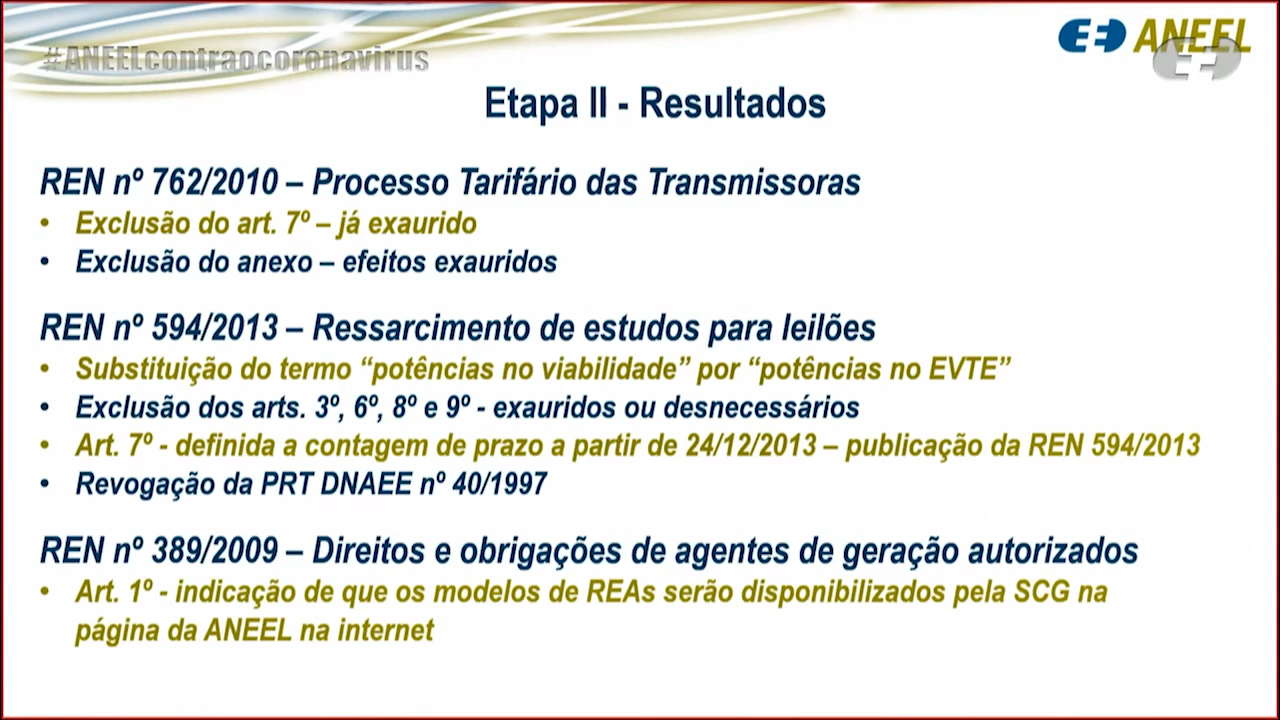 #ANEELcontraocoronavirus
ANEEL
Etapa II - Resultados
REN nº 762/2010 – Processo Tarifário das Transmissoras
• Exclusão do art. 7º – já exaurido
• Exclusão do anexo – efeitos exauridos
REN nº 594/2013 – Ressarcimento de estudos para leilões
• Substituição do termo “potências no viabilidade” por “potências no EVTE”
• Exclusão dos arts. 3º, 6º, 8º e 9º - exauridos ou desnecessários
• Art. 7º - definida a contagem de prazo a partir de 24/12/2013 – publicação da REN 594/2013
• Revogação da PRT DNAEE nº 40/1997
REN nº 389/2009 – Direitos e obrigações de agentes de geração autorizados
• Art. 1º - indicação de que os modelos de REAs serão disponibilizados pela SCG na
página da ANEEL na internet